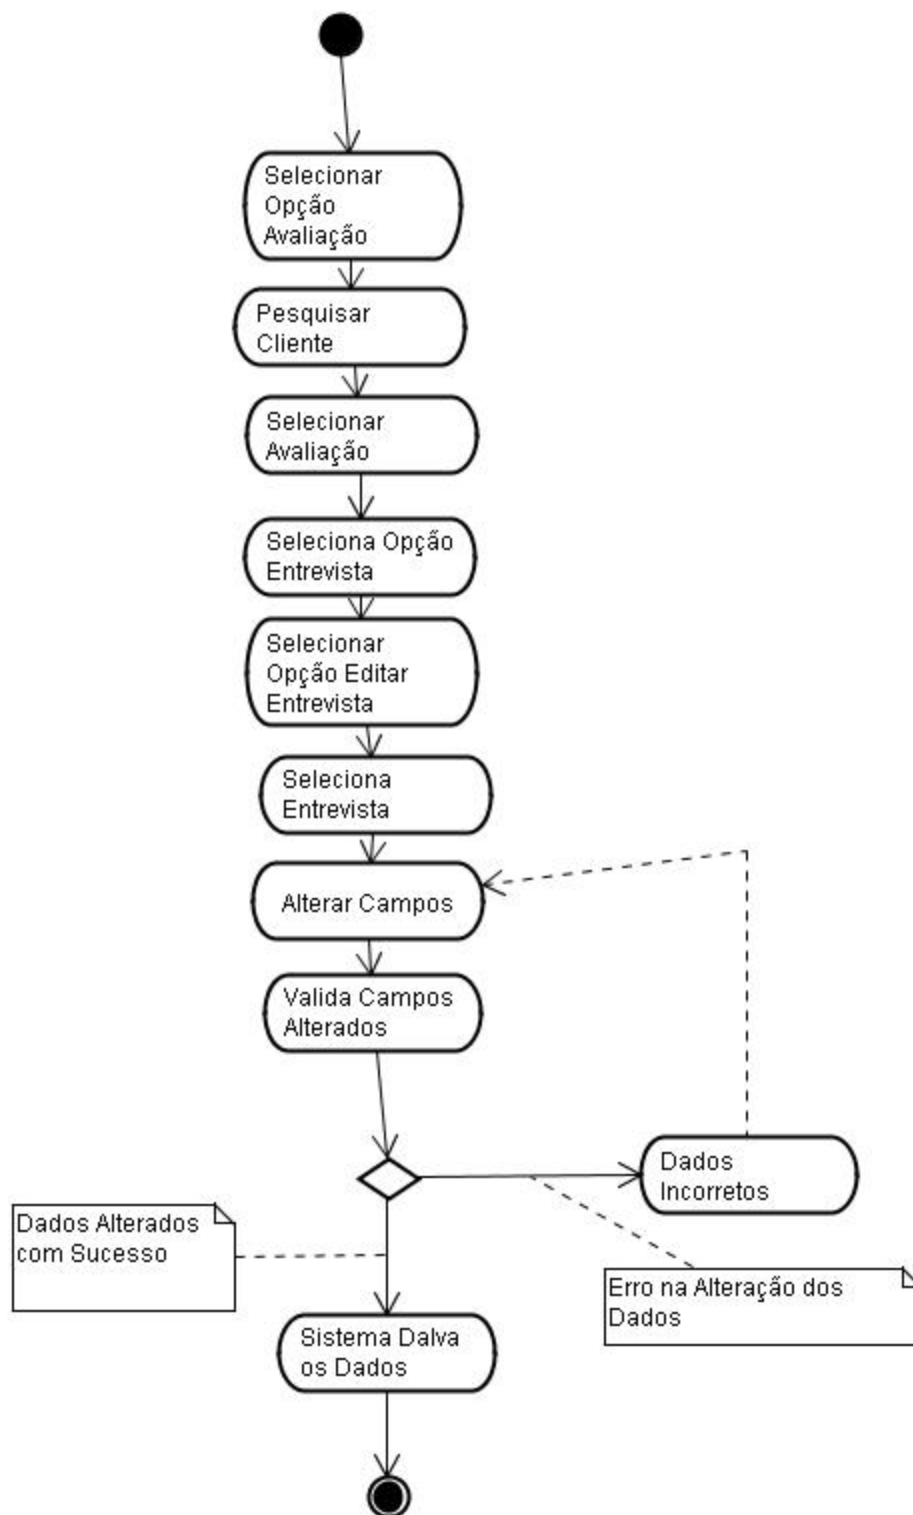 Selecionar
Opção
Avaliação
Pesquisar
Cliente
Selecionar
Avaliação
Seleciona Opção
Entrevista
Selecionar
Opção Editar
Entrevista
Seleciona
Entrevista
Alterar Campos
Valida Campos
Alterados
Dados
Incorretos
Dados Alterados
com Sucesso
Erro na Alteração dos
Dados
Sistema Dalva
os Dados